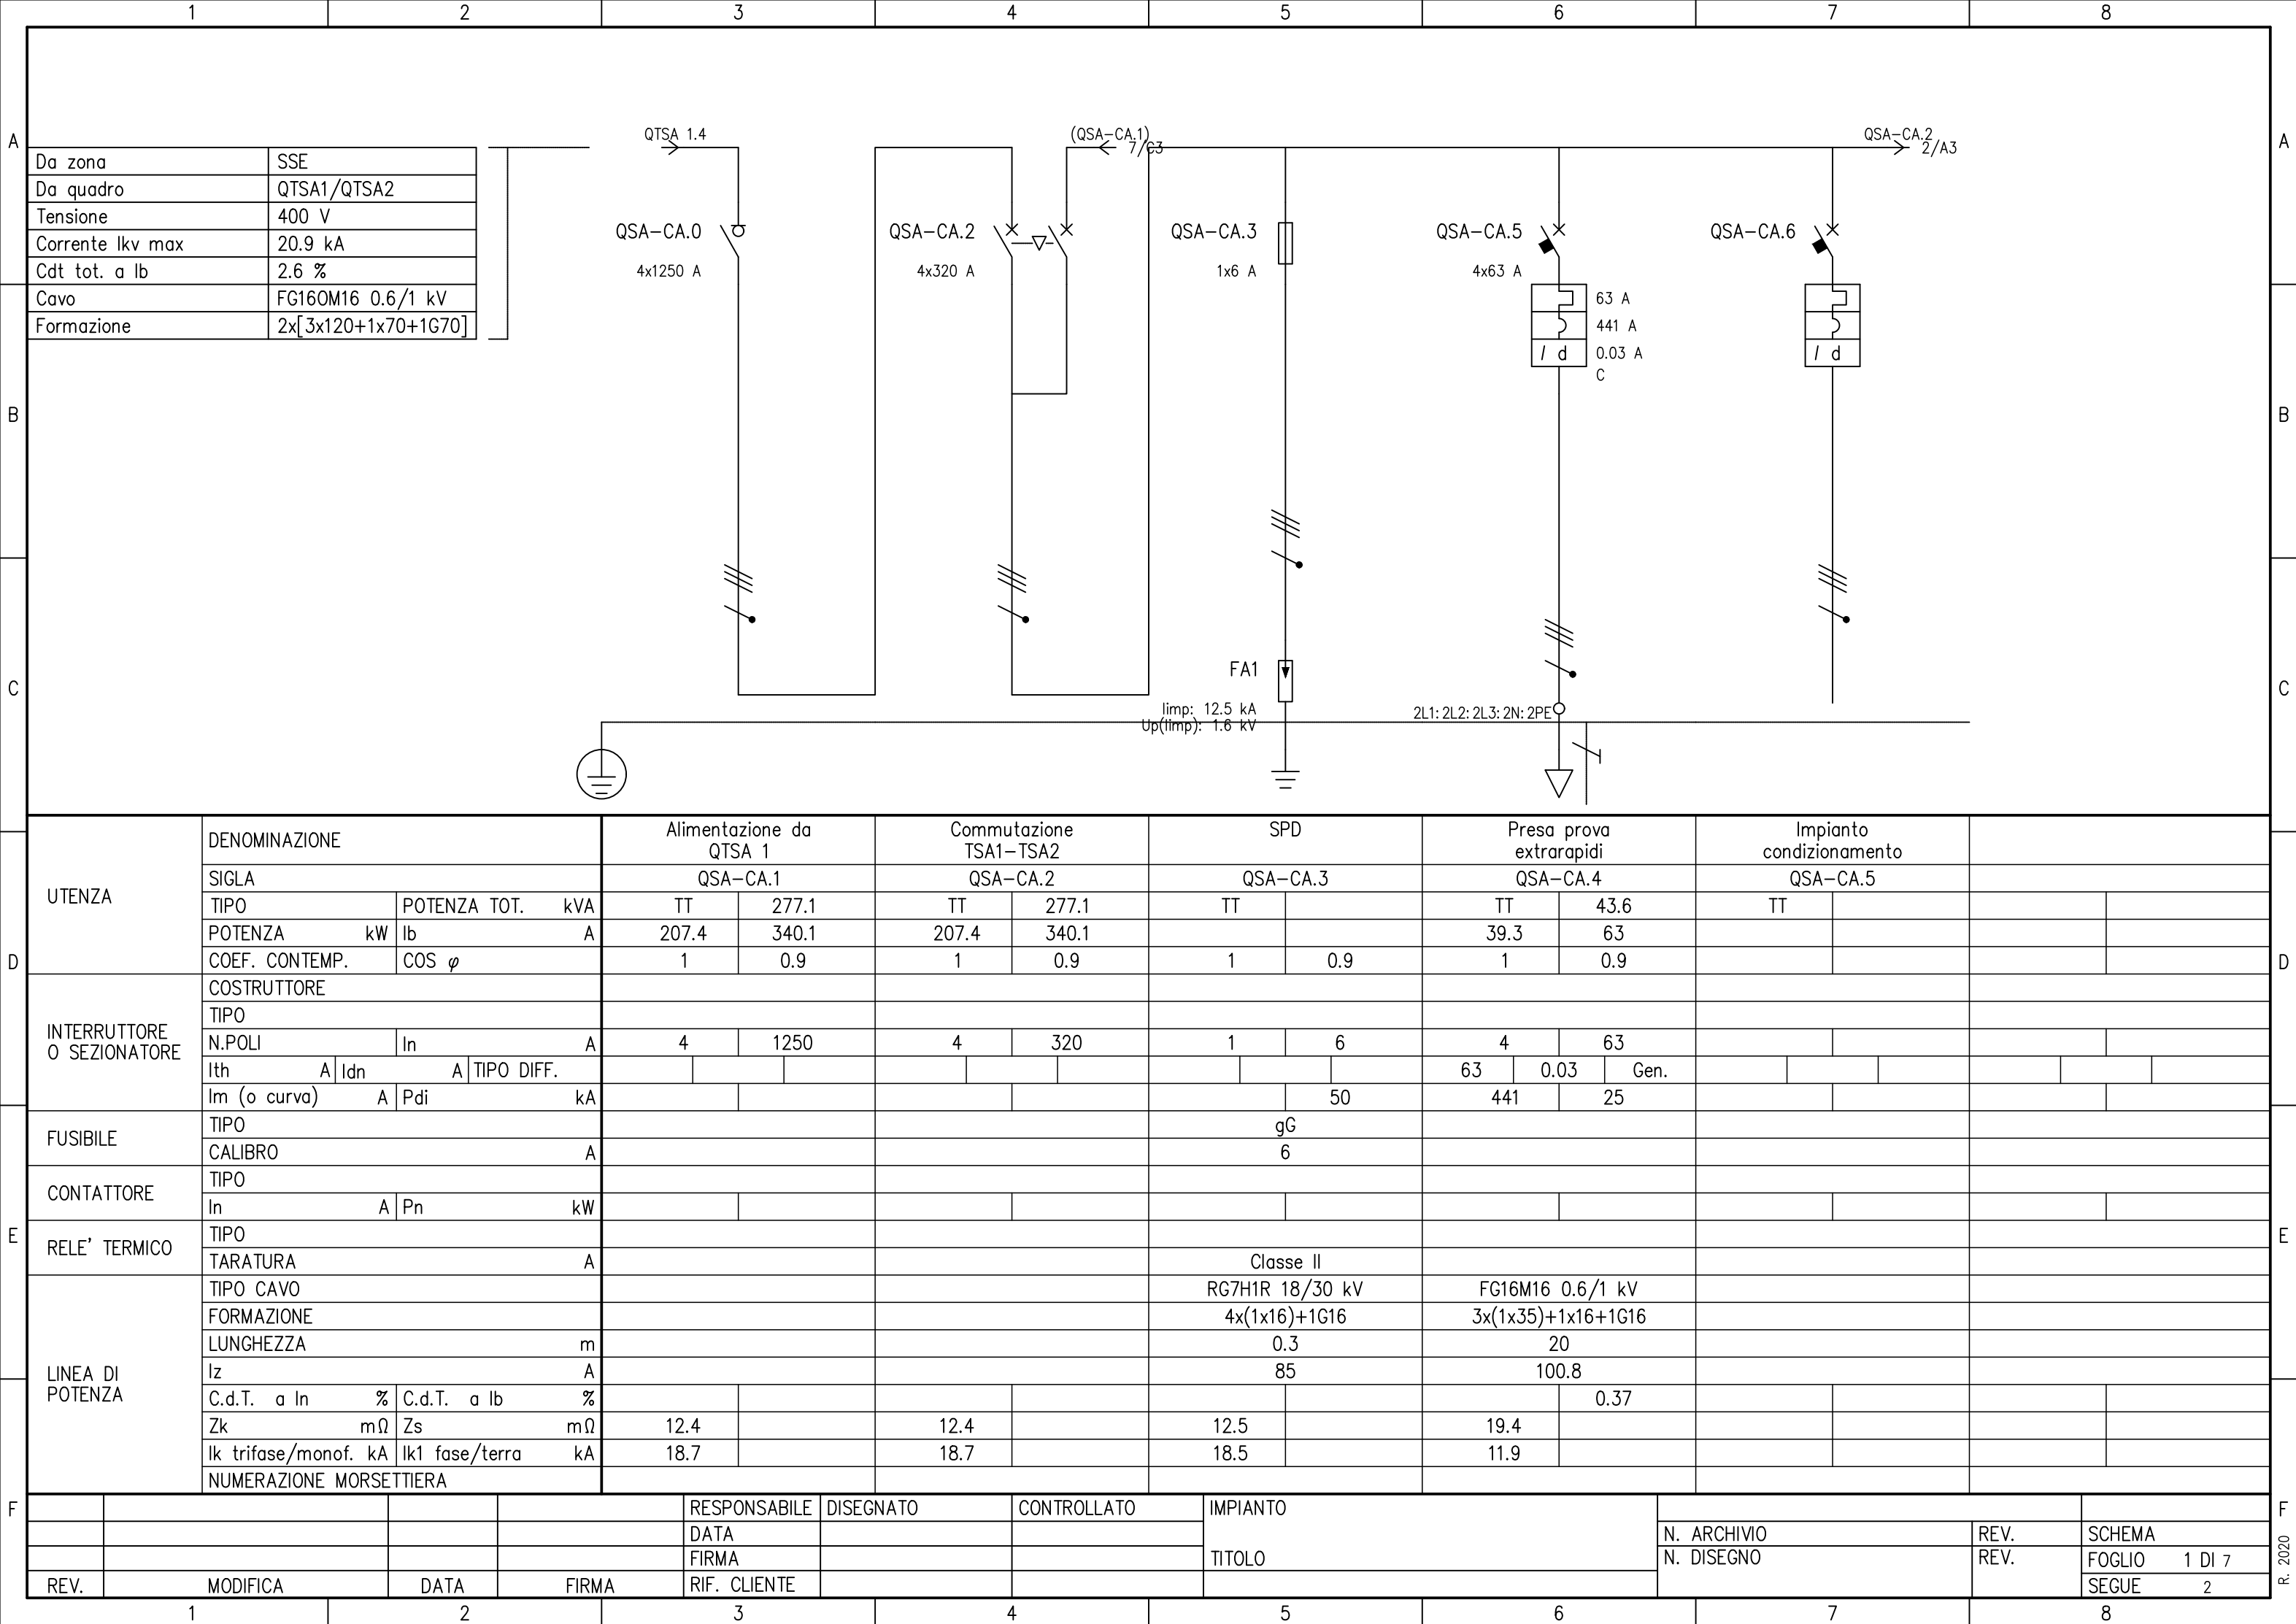 1 2 3 4 5 6 7 8
A A
B B
C C
D D
E E
F F
Da zona SSE
Da quadro QTSA1/QTSA2
Tensione 400 V
Corrente Ikv max 20.9 kA
Cdt tot. a Ib 2.6 %
Cavo FG16OM16 0.6/1 kV
Formazione 2x[3x120+1x70+1G70]
QTSA 1.4
(QSA-CA.1)
7/C3
QSA-CA.2
2/A3
QSA-CA.0
4x1250 A
QSA-CA.2
4x320 A
QSA-CA.3
1x6 A
QSA-CA.5
4x63 A
63 A
441 A
I d 0.03 A
C
QSA-CA.6
I d
FA1
Iimp: 12.5 kA
Up(Iimp): 1.6 kV
2L1:2L2:2L3:2N:2PE
UTENZA
DENOMINAZIONE Alimentazione da QTSA 1 Commutazione TSA1-TSA2 SPD Presa prova extrarapidi Impianto condizionamento
SIGLA QSA-CA.1 QSA-CA.2 QSA-CA.3 QSA-CA.4 QSA-CA.5
TIPO POTENZA TOT. kVA TT 277.1 TT 277.1 TT TT 43.6 TT
POTENZA kW Ib A 207.4 340.1 207.4 340.1 39.3 63
COEF. CONTEMP. COS φ 1 0.9 1 0.9 1 0.9 1 0.9
INTERRUTTORE
O SEZIONATORE
COSTRUTTORE
TIPO
N.POLI In A 4 1250 4 320 1 6 4 63
Ith A Idn A TIPO DIFF. 63 0.03 Gen.
Im (o curva) A Pdi kA 50 441 25
FUSIBILE
TIPO gG
CALIBRO A 6
CONTATTORE
TIPO
In A Pn kW
RELE' TERMICO
TIPO
TARATURA A Classe II
LINEA DI
POTENZA
TIPO CAVO RG7H1R 18/30 kV FG16M16 0.6/1 kV
FORMAZIONE 4x(1x16)+1G16 3x(1x35)+1x16+1G16
LUNGHEZZA m 0.3 20
Iz A 85 100.8
C.d.T. a In % C.d.T. a Ib % 0.37
Zk mΩ Zs mΩ 12.4 12.4 12.5 19.4
Ik trifase/monof. kA Ik1 fase/terra kA 18.7 18.7 18.5 11.9
NUMERAZIONE MORSETTIERA
RESPONSABILE DISEGNATO CONTROLLATO IMPIANTO
DATA N. ARCHIVIO REV. SCHEMA
FIRMA TITOLO N. DISEGNO REV. FOGLIO 1 DI 7
REV. MODIFICA DATA FIRMA RIF. CLIENTE SEGUE 2
R. 2020
1 2 3 4 5 6 7 8